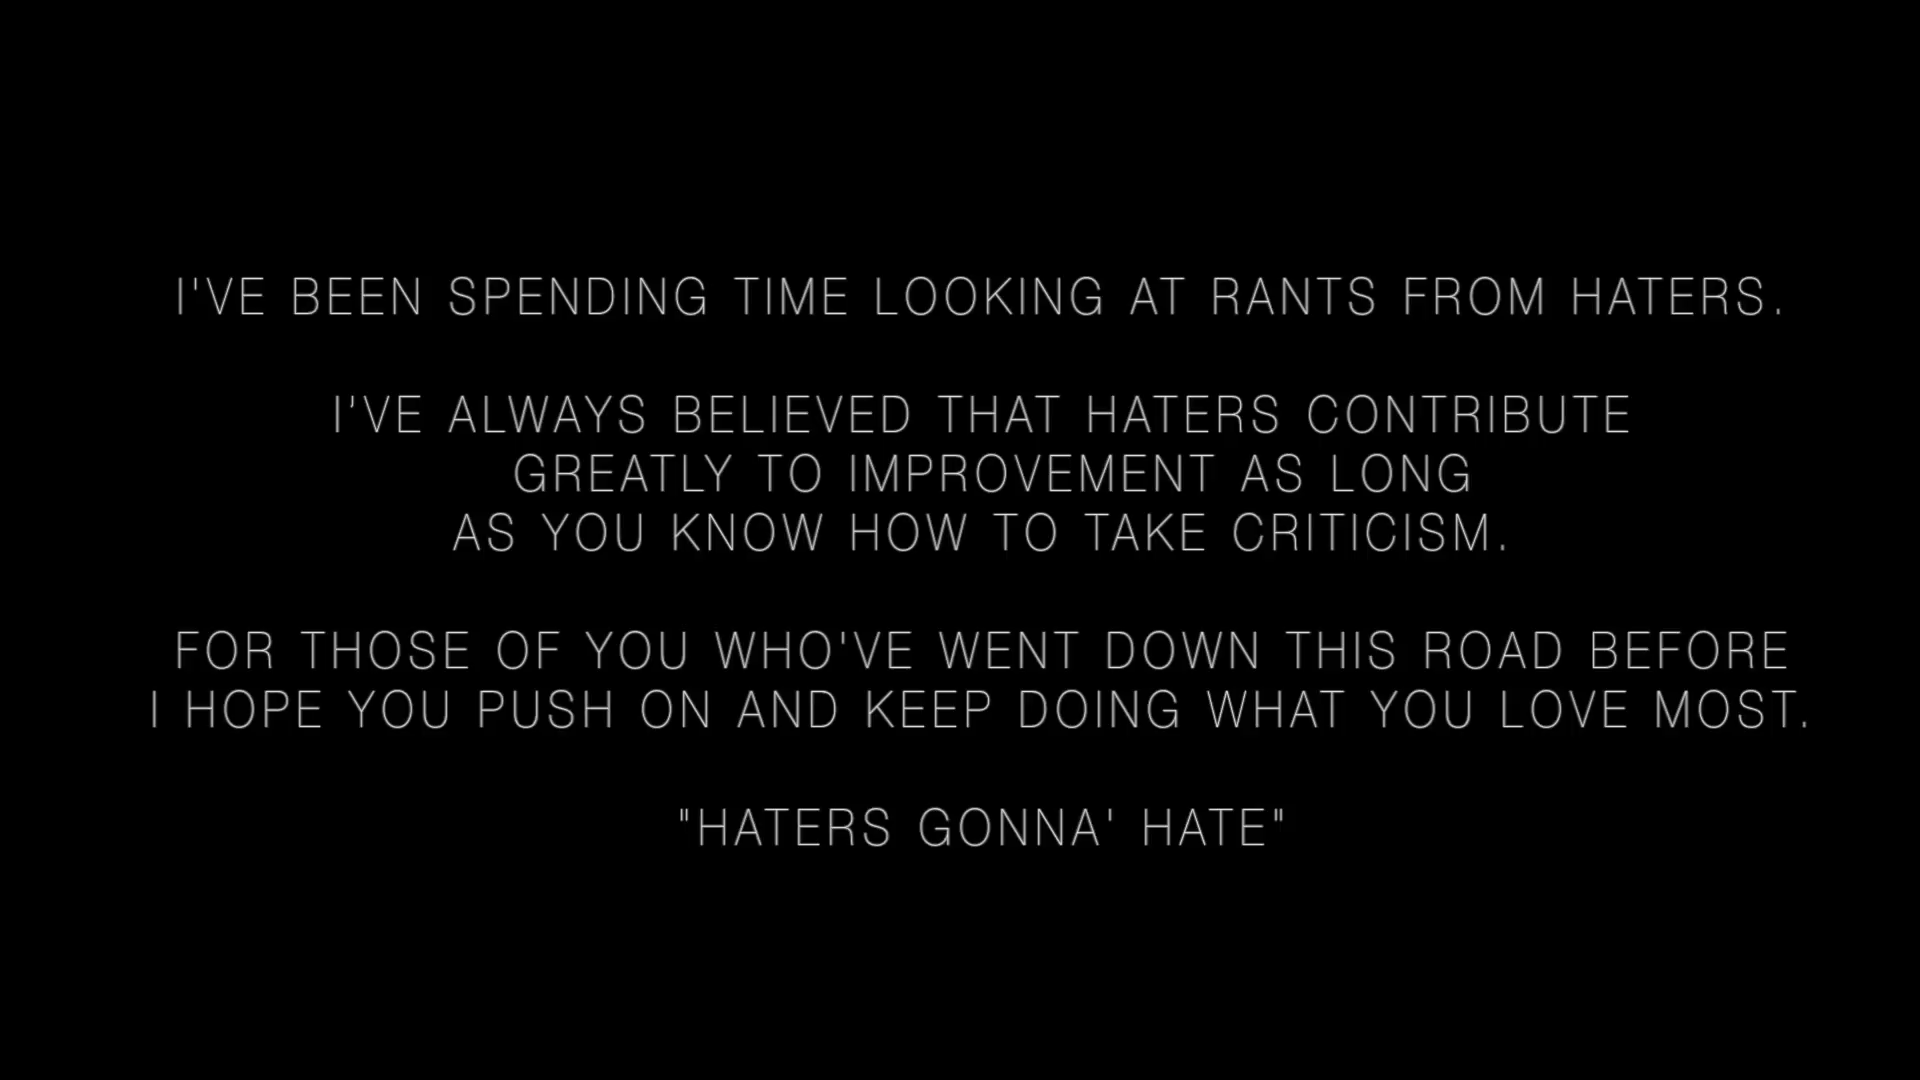 I'VE BEEN SPENDING TIME LOOKING AT RANTS FROM HATERS.
I'VE ALWAYS BELIEVED THAT HATERS CONTRIBUTE
GREATLY TO IMPROVEMENT AS LONG
AS YOU KNOW HOW TO TAKE CRITICISM.
FOR THOSE OF YOU WHO'VE WENT DOWN THIS ROAD BEFORE
I HOPE YOU PUSH ON AND KEEP DOING WHAT YOU LOVE MOST.
"HATERS GONNA' HATE"